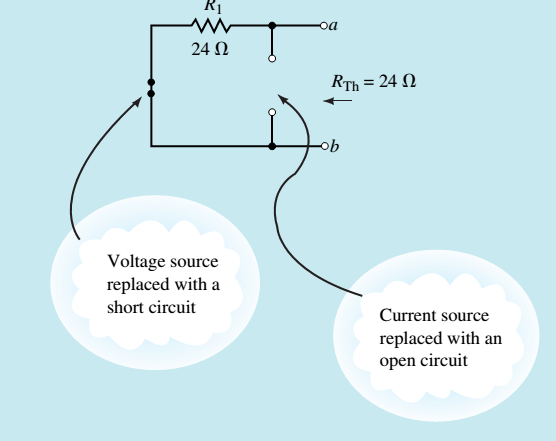 R1
a
24 Ω
RTh = 24 Ω
b
Voltage source
replaced with a
short circuit
Current source
replaced with an
open circuit